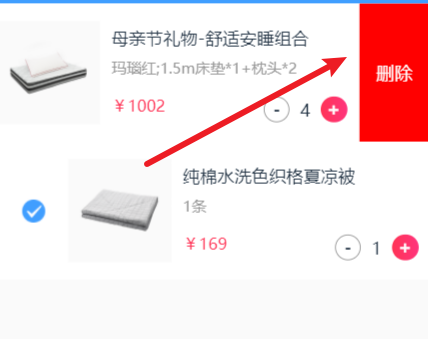 母亲节礼物-舒适安睡组合
玛瑙红;1.5m床垫*1+枕头*2
¥1002
- 4 +
删除
纯棉水洗色织格夏凉被
1条
¥169
- 1 +